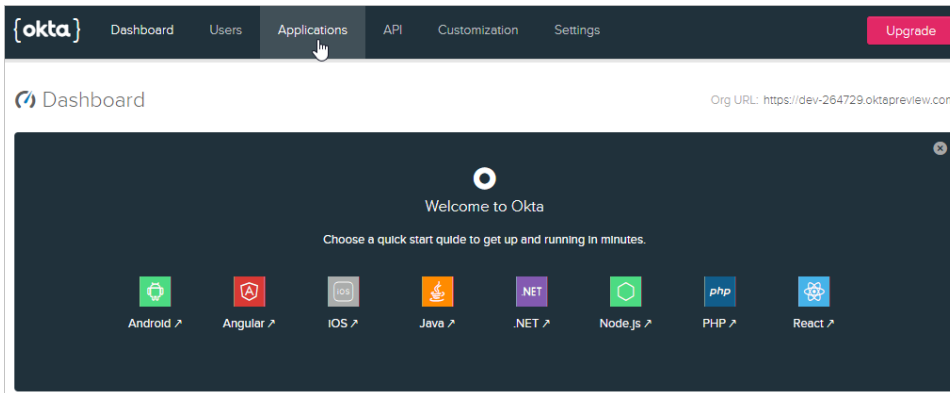 {okta} Dashboard Users Applications API Customization Settings Upgrade
Dashboard Org URL: https://dev-264729.oktapreview.com
Welcome to Okta
Choose a quick start guide to get up and running in minutes.
iOS .NET php
Android ↗ Angular ↗ iOS ↗ Java ↗ .NET ↗ Node.js ↗ PHP ↗ React ↗